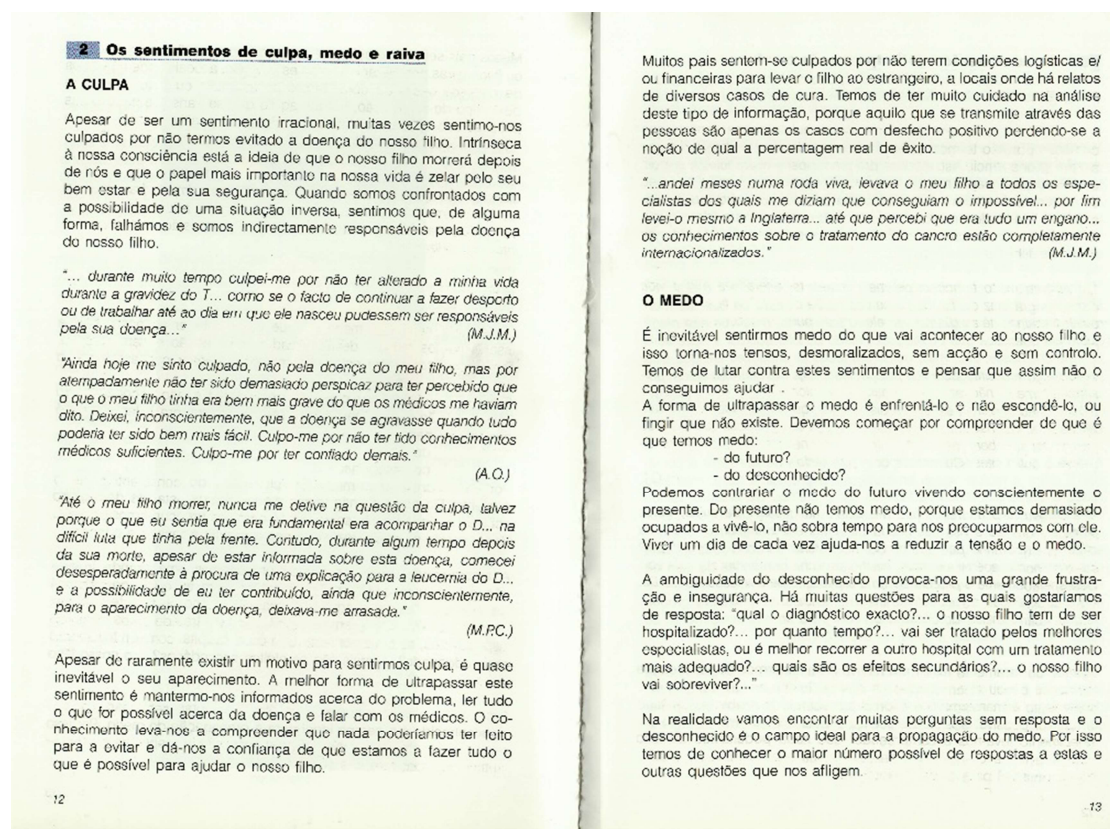 2 Os sentimentos de culpa, medo e raiva
A CULPA
Apesar de ser um sentimento irracional, muitas vezes sentimo-nos
culpados por não termos evitado a doença do nosso filho. Intrínseca
à nossa consciência está a ideia de que o nosso filho morrerá depois
de nós e que o papel mais importante na nossa vida é zelar pelo seu
bem estar e pela sua segurança. Quando somos confrontados com
a possibilidade de uma situação inversa, sentimos que, de alguma
forma, falhámos e somos indirectamente responsáveis pela doença
do nosso filho.
"... durante muito tempo culpei-me por não ter alterado a minha vida
durante a gravidez do T... como se o facto de continuar a fazer desporto
ou de trabalhar até ao dia em que ele nasceu pudessem ser responsáveis
pela sua doença..." (M.J.M.)
"Ainda hoje me sinto culpado, não pela doença do meu filho, mas por
atempadamente não ter sido demasiado perspicaz para ter percebido que
o que o meu filho tinha era bem mais grave do que os médicos me haviam
dito. Deixei, inconscientemente, que a doença se agravasse quando tudo
poderia ter sido bem mais fácil. Culpo-me por não ter tido conhecimentos
médicos suficientes. Culpo-me por ter confiado demais."
(A.O.)
"Até o meu filho morrer, nunca me detive na questão da culpa, talvez
porque o que eu sentia que era fundamental era acompanhar o D... na
difícil luta que tinha pela frente. Contudo, durante algum tempo depois
da sua morte, apesar de estar informada sobre esta doença, comecei
desesperadamente à procura de uma explicação para a leucemia do D...
e a possibilidade de eu ter contribuído, ainda que inconscientemente,
para o aparecimento da doença, deixava-me arrasada."
(M.P.C.)
Apesar de raramente existir um motivo para sentirmos culpa, é quase
inevitável o seu aparecimento. A melhor forma de ultrapassar este
sentimento é mantermo-nos informados acerca do problema, ler tudo
o que for possível acerca da doença e falar com os médicos. O co-
nhecimento leva-nos a compreender que nada poderíamos ter feito
para a evitar e dá-nos a confiança de que estamos a fazer tudo o
que é possível para ajudar o nosso filho.
12
Muitos pais sentem-se culpados por não terem condições logísticas e/
ou financeiras para levar o filho ao estrangeiro, a locais onde há relatos
de diversos casos de cura. Temos de ter muito cuidado na análise
deste tipo de informação, porque aquilo que se transmite através das
pessoas são apenas os casos com desfecho positivo perdendo-se a
noção de qual a percentagem real de êxito.
"...andei meses numa roda viva, levava o meu filho a todos os espe-
cialistas dos quais me diziam que conseguiam o impossível... por fim
levei-o mesmo a Inglaterra... até que percebi que era tudo um engano...
os conhecimentos sobre o tratamento do cancro estão completamente
internacionalizados." (M.J.M.)
O MEDO
É inevitável sentirmos medo do que vai acontecer ao nosso filho e
isso torna-nos tensos, desmoralizados, sem acção e sem controlo.
Temos de lutar contra estes sentimentos e pensar que assim não o
conseguimos ajudar .
A forma de ultrapassar o medo é enfrentá-lo e não escondê-lo, ou
fingir que não existe. Devemos começar por compreender de que é
que temos medo:
- do futuro?
- do desconhecido?
Podemos contrariar o medo do futuro vivendo conscientemente o
presente. Do presente não temos medo, porque estamos demasiado
ocupados a vivê-lo, não sobra tempo para nos preocuparmos com ele.
Viver um dia de cada vez ajuda-nos a reduzir a tensão e o medo.
A ambiguidade do desconhecido provoca-nos uma grande frustra-
ção e insegurança. Há muitas questões para as quais gostaríamos
de resposta: "qual o diagnóstico exacto?... o nosso filho tem de ser
hospitalizado?... por quanto tempo?... vai ser tratado pelos melhores
especialistas, ou é melhor recorrer a outro hospital com um tratamento
mais adequado?... quais são os efeitos secundários?... o nosso filho
vai sobreviver?..."
Na realidade vamos encontrar muitas perguntas sem resposta e o
desconhecido é o campo ideal para a propagação do medo. Por isso
temos de conhecer o maior número possível de respostas a estas e
outras questões que nos afligem.
13